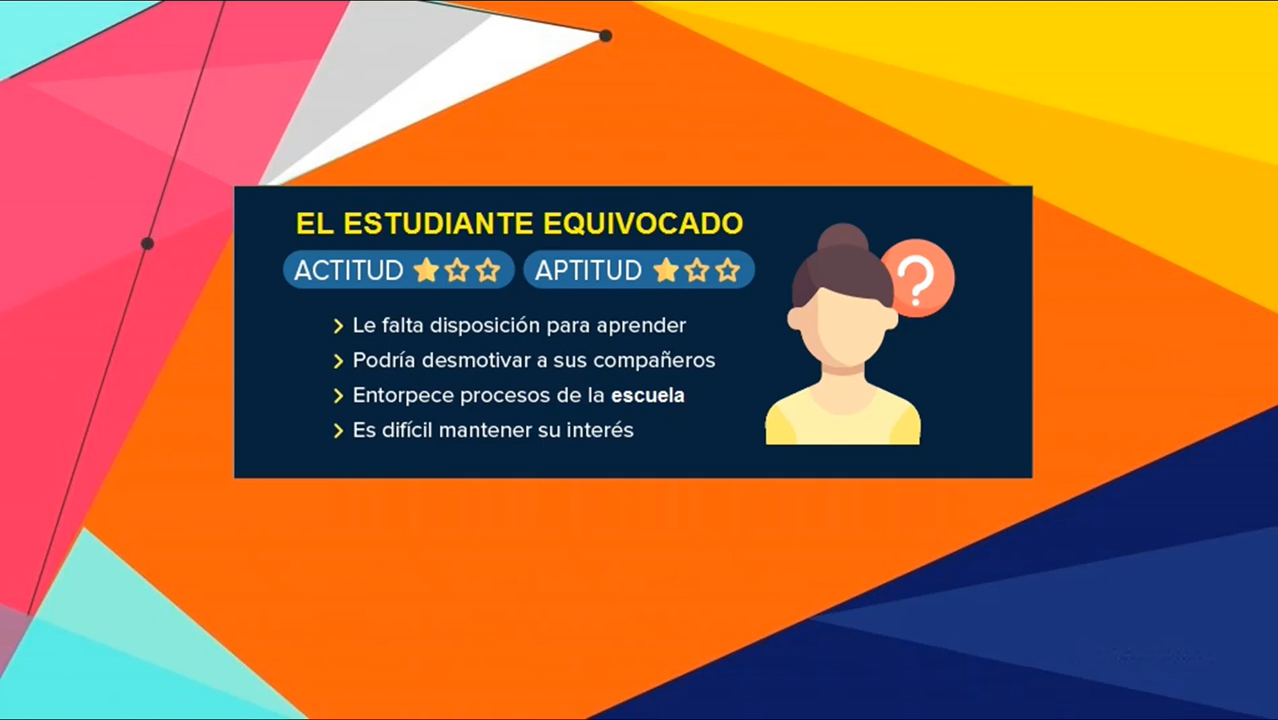 EL ESTUDIANTE EQUIVOCADO
ACTITUD APTITUD
Le falta disposición para aprender
Podría desmotivar a sus compañeros
Entorpece procesos de la escuela
Es difícil mantener su interés
?